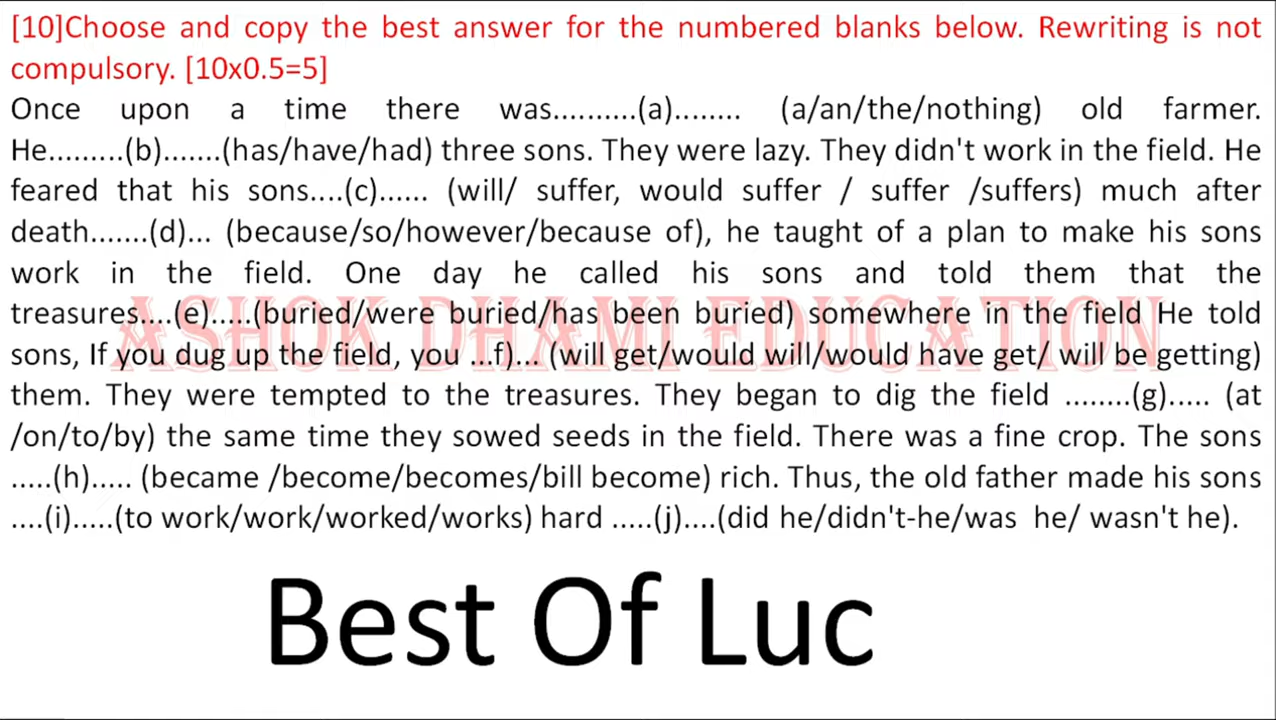 [10]Choose and copy the best answer for the numbered blanks below. Rewriting is not
compulsory. [10x0.5=5]
Once upon a time there was..........(a)........ (a/an/the/nothing) old farmer.
He.........(b).......(has/have/had) three sons. They were lazy. They didn't work in the field. He
feared that his sons....(c)...... (will/ suffer, would suffer / suffer /suffers) much after
death.......(d)... (because/so/however/because of), he taught of a plan to make his sons
work in the field. One day he called his sons and told them that the
treasures....(e).....(buried/were buried/has been buried) somewhere in the field He told
sons, If you dug up the field, you ...f)... (will get/would will/would have get/ will be getting)
them. They were tempted to the treasures. They began to dig the field ........(g)..... (at
/on/to/by) the same time they sowed seeds in the field. There was a fine crop. The sons
.....(h)..... (became /become/becomes/bill become) rich. Thus, the old father made his sons
....(i).....(to work/work/worked/works) hard .....(j)....(did he/didn't-he/was he/ wasn't he).
ASHOK DHAMI EDUCATION
Best Of Luc